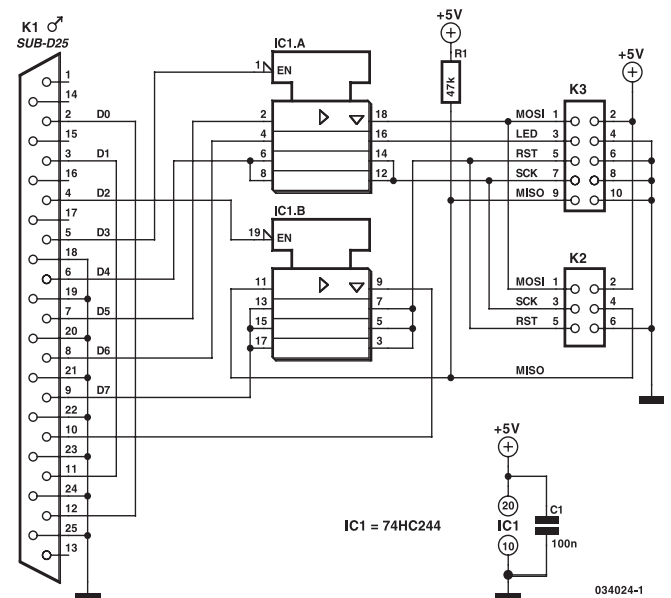 K1 ♂
SUB-D25
1
14
2
15
3
16
4
17
5
18
6
19
7
20
8
21
9
22
10
23
11
24
12
25
13
D0
D1
D2
D3
D4
D5
D6
D7
IC1.A
1 EN
2
4
6
8
18
16
14
12
IC1.B
19 EN
11
13
15
17
9
7
5
3
+5V
R1
47k
+5V
K3
MOSI 1 2
LED 3 4
RST 5 6
SCK 7 8
MISO 9 10
K2
MOSI 1 2
SCK 3 4
RST 5 6
MISO
+5V
20
IC1
10
C1
100n
IC1 = 74HC244
034024-1